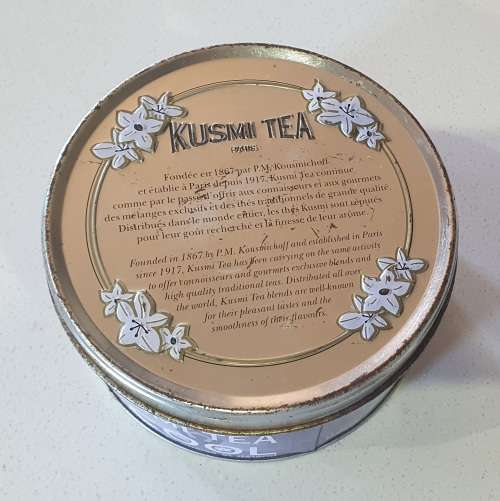 KUSMI TEA
PARIS
Fondée en 1867 par P.M. Kousmichoff
et établie à Paris depuis 1917, Kusmi Tea continue
comme par le passé d'offrir aux connaisseurs et aux gourmets
des mélanges exclusifs et des thés traditionnels de grande qualité.
Distribués dans le monde entier, les thés Kusmi sont réputés
pour leur goût recherché et la finesse de leur arôme.
Founded in 1867 by P.M. Kousmichoff and established in Paris
since 1917, Kusmi Tea has been carrying on the same activity
to offer connoisseurs and gourmets exclusive blends and
high quality traditional teas. Distributed all over
the world, Kusmi Tea blends are well-known
for their pleasant tastes and the
smoothness of their flavours.
TEA